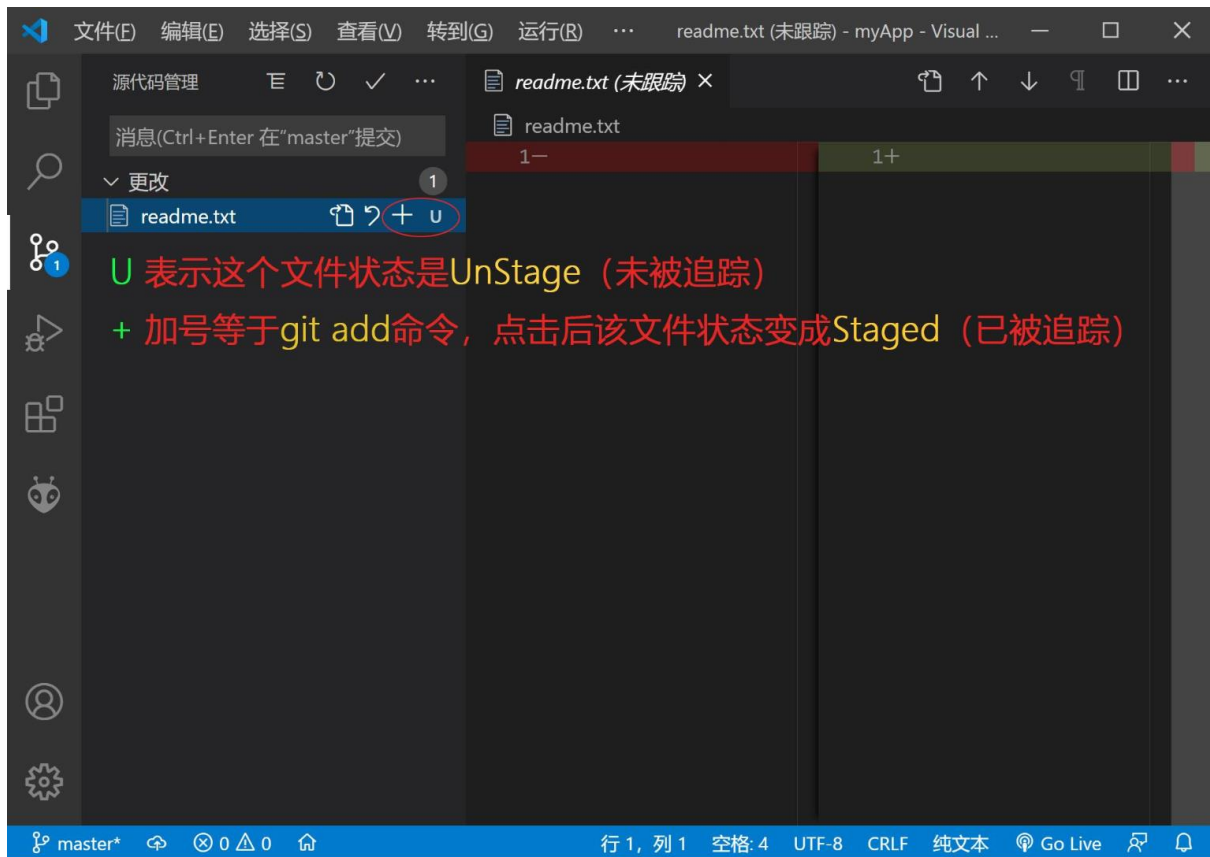 文件(F) 编辑(E) 选择(S) 查看(V) 转到(G) 运行(R) ··· readme.txt (未跟踪) - myApp - Visual ...
源代码管理
readme.txt (未跟踪)
消息(Ctrl+Enter 在"master"提交)
readme.txt
1— 1+
更改 1
readme.txt + U
1
U 表示这个文件状态是UnStage（未被追踪）
+ 加号等于git add命令，点击后该文件状态变成Staged（已被追踪）
master* 0 0 行 1，列 1 空格: 4 UTF-8 CRLF 纯文本 Go Live